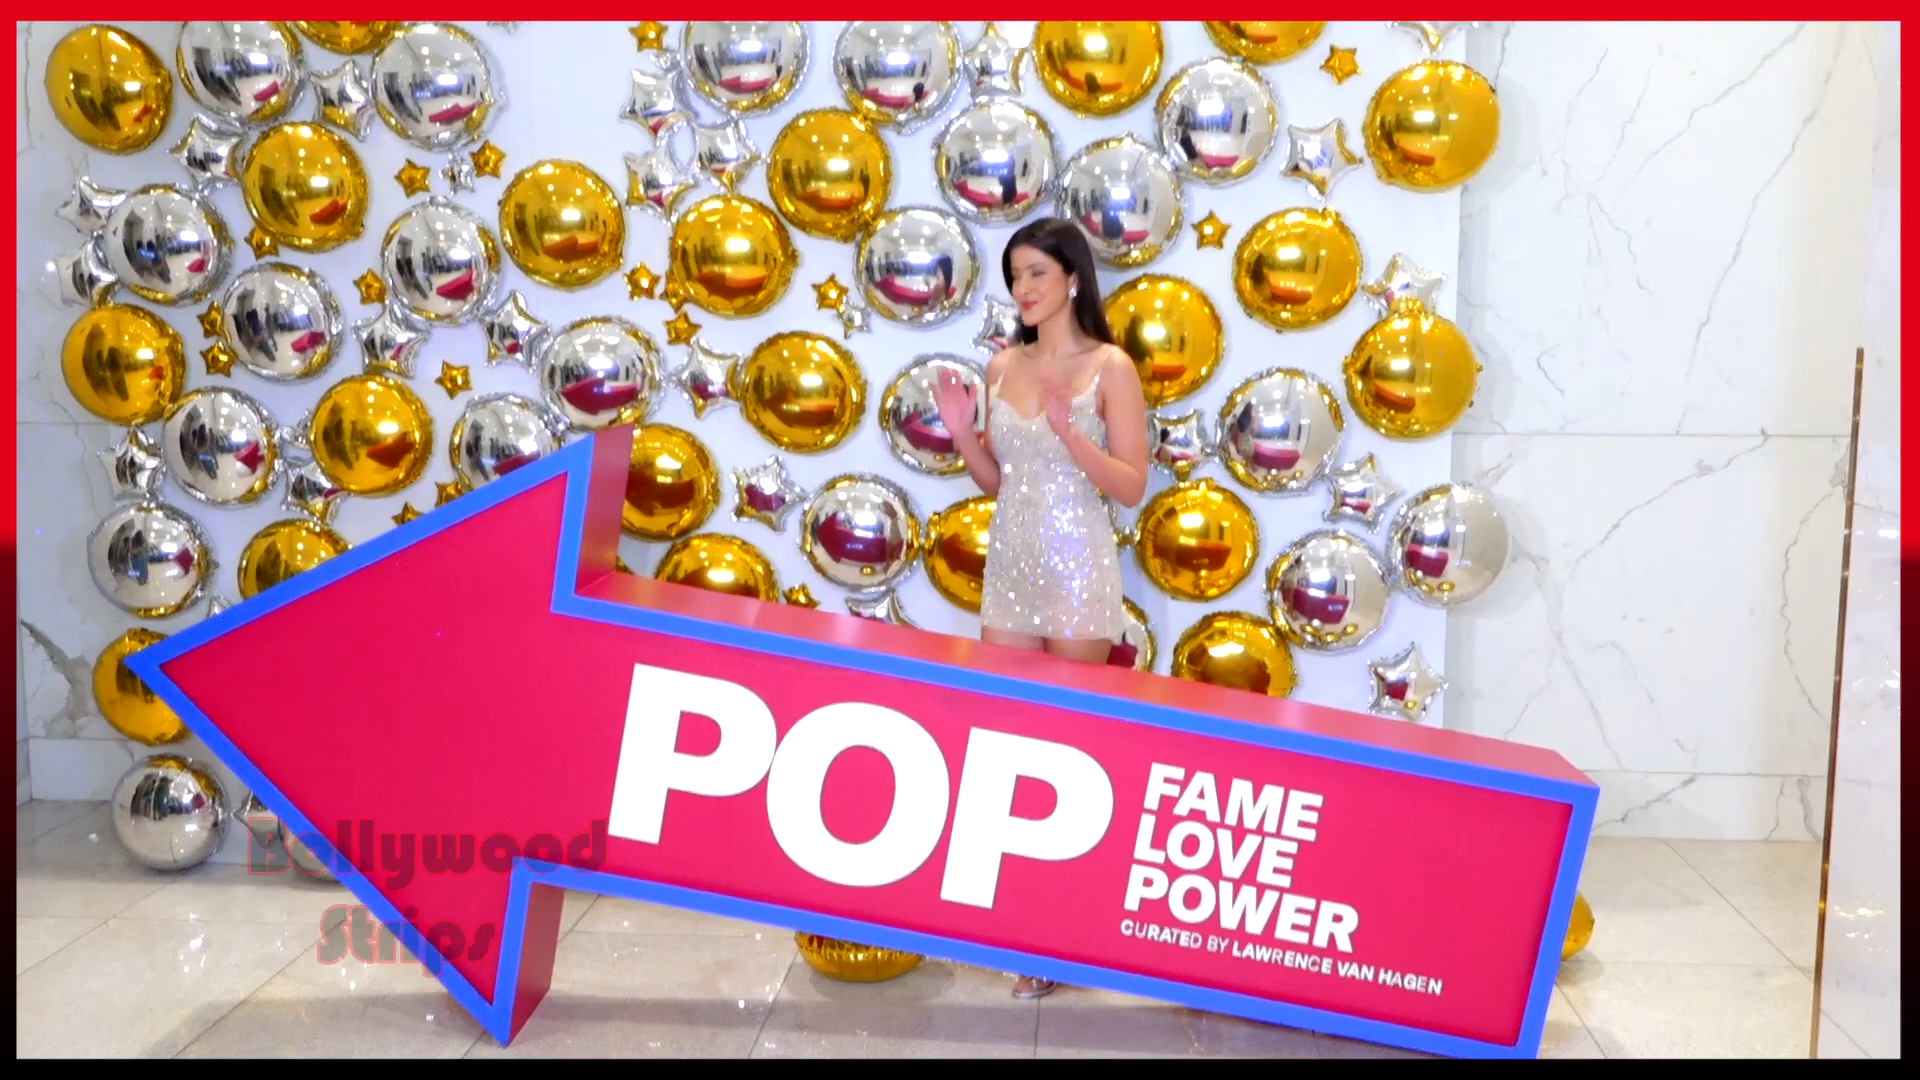 POP
FAME
LOVE
POWER
CURATED BY LAWRENCE VAN HAGEN
Bollywood
Strips